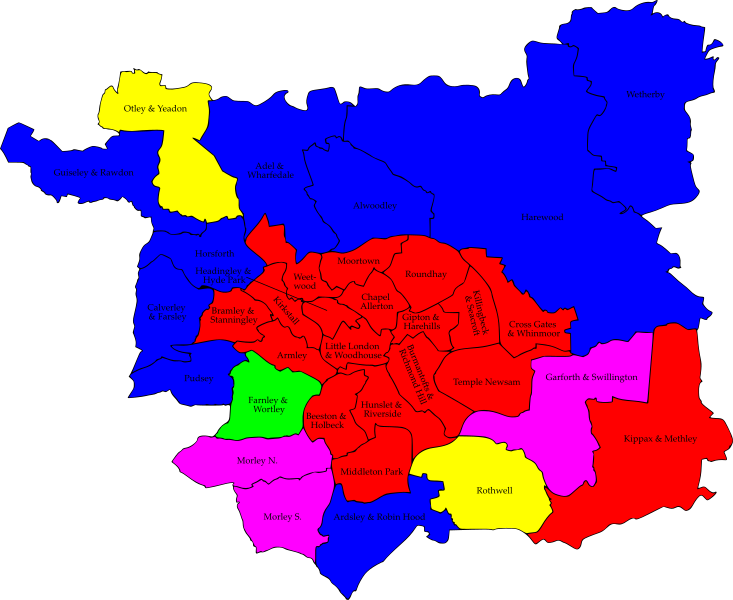 Wetherby
Otley & Yeadon
Guiseley & Rawdon
Adel &
Wharfedale
Alwoodley
Harewood
Horsforth
Moortown
Roundhay
Headingley &
Hyde Park
Weet-
wood
Chapel
Allerton
Killingbeck
& Seacroft
Calverley
& Farsley
Bramley &
Stanningley
Kirkstall
Gipton &
Harehills
Cross Gates
& Whinmoor
Little London
& Woodhouse
Armley
Burmantofts &
Richmond Hill
Pudsey
Temple Newsam
Garforth & Swillington
Farnley &
Wortley
Beeston &
Holbeck
Hunslet &
Riverside
Kippax & Methley
Morley N.
Middleton Park
Rothwell
Morley S.
Ardsley & Robin Hood